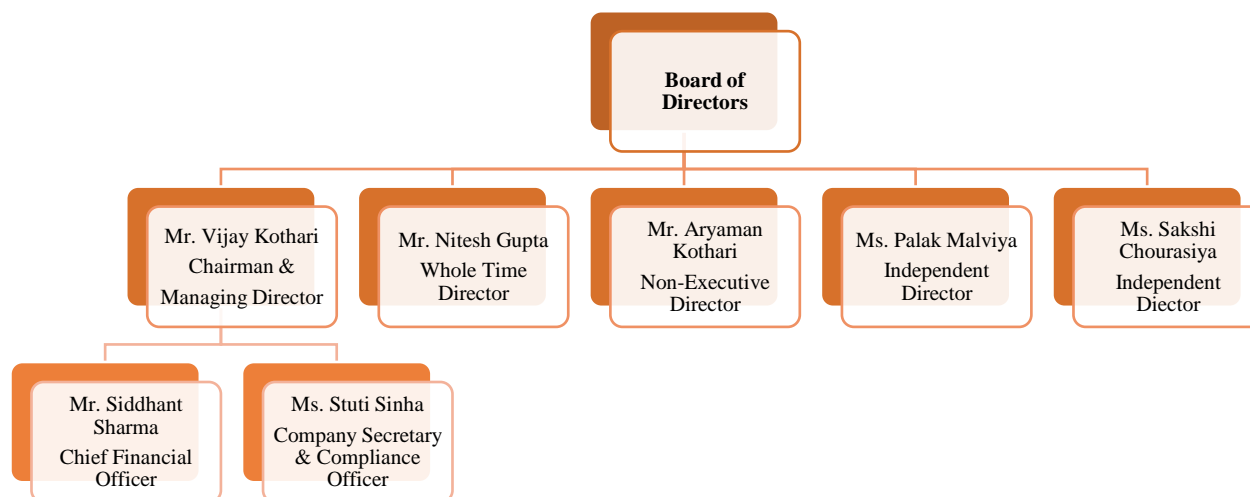 Board of
Directors
Mr. Vijay Kothari
Chairman &
Managing Director
Mr. Nitesh Gupta
Whole Time
Director
Mr. Aryaman
Kothari
Non-Executive
Director
Ms. Palak Malviya
Independent
Director
Ms. Sakshi
Chourasiya
Independent
Diector
Mr. Siddhant
Sharma
Chief Financial
Officer
Ms. Stuti Sinha
Company Secretary
& Compliance
Officer